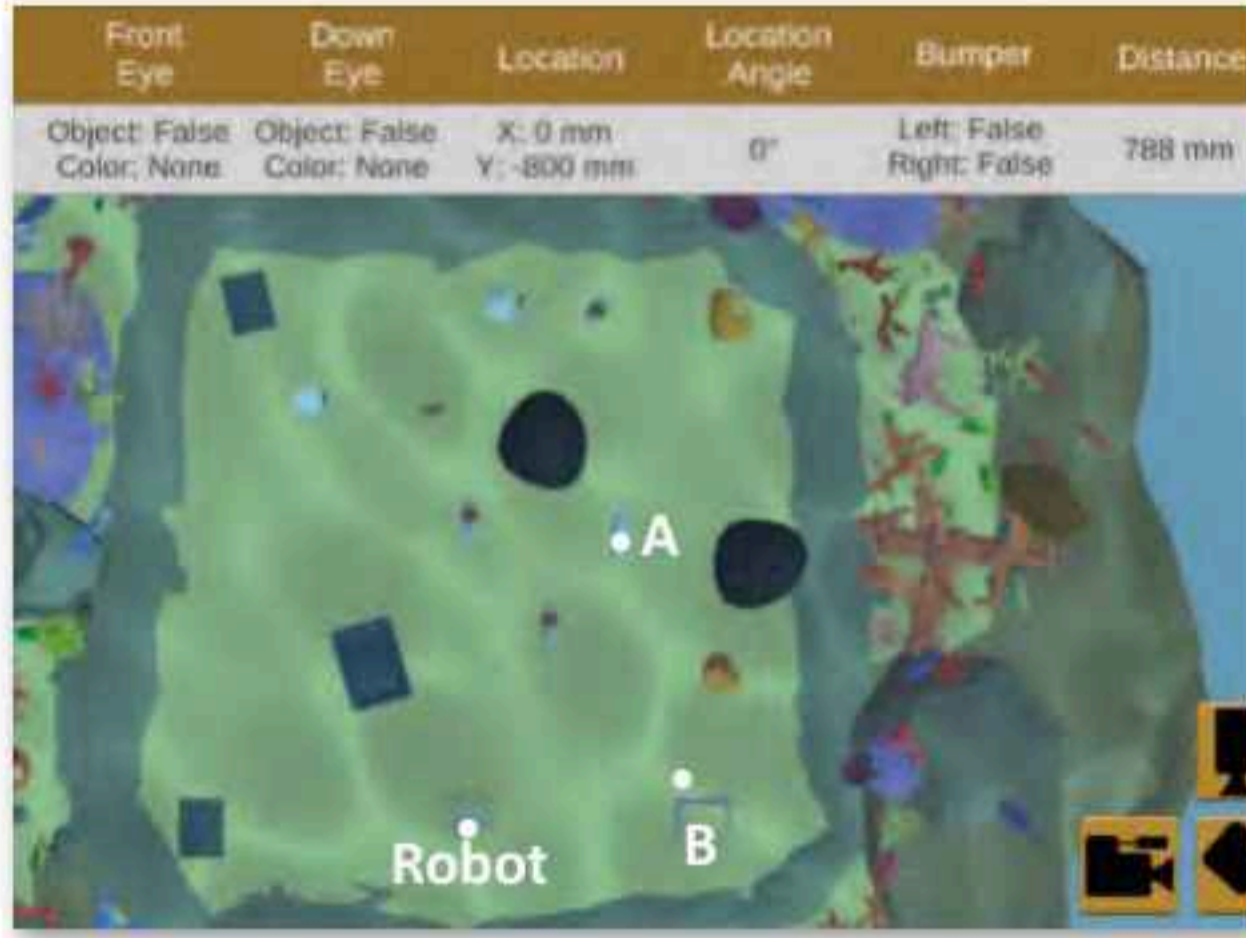 Front Eye
Down Eye
Location
Location Angle
Bumper
Distance
Object: False
Color: None
Object: False
Color: None
X: 0 mm
Y: -800 mm
0°
Left: False
Right: False
788 mm
A
B
Robot